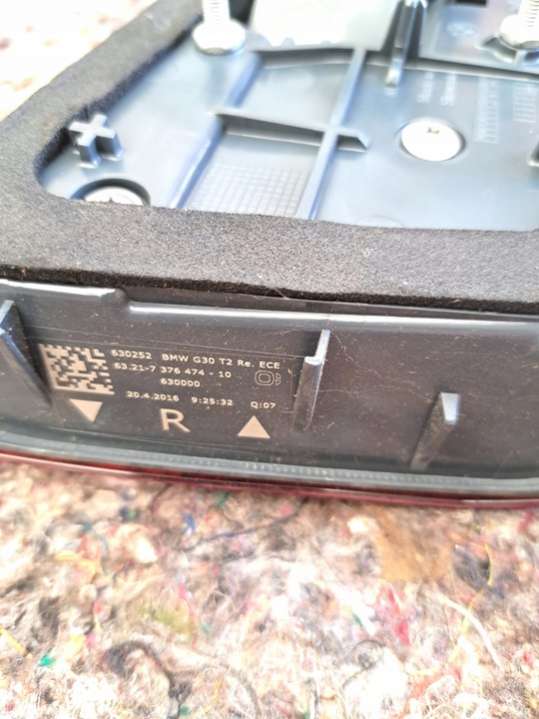 630252 BMW G30 T2 Re. ECE
63.21-7 376 474 - 10
630000
20.4.2016 9:25:32 Q:07
R